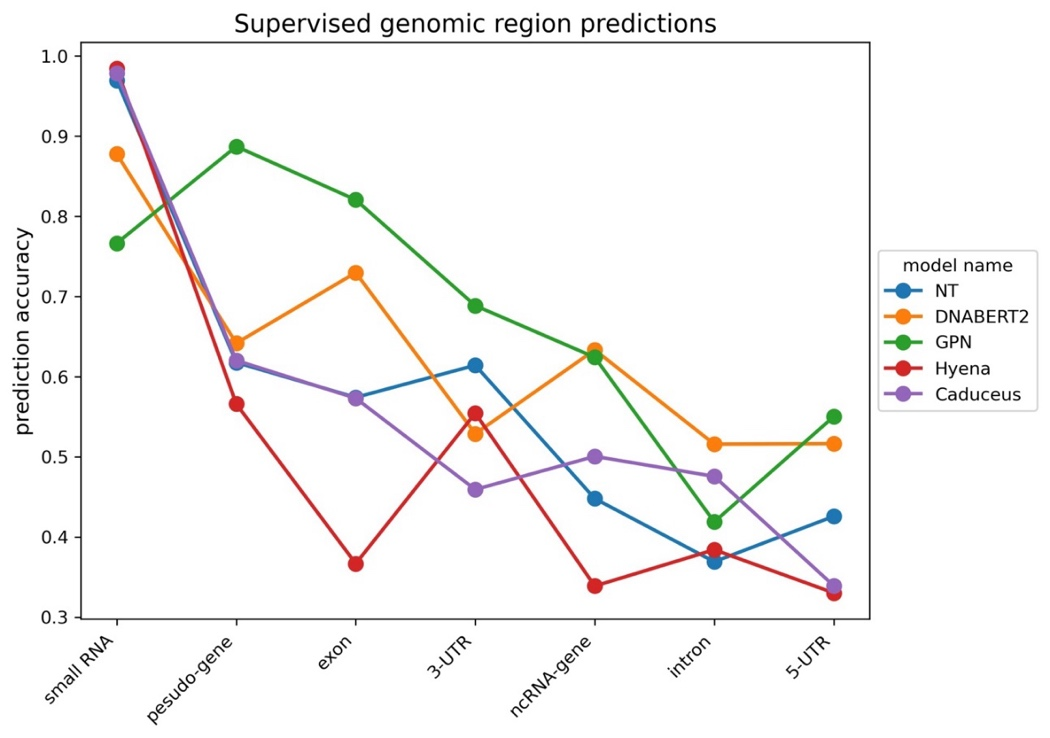 Supervised genomic region predictions
prediction accuracy
1.0
0.9
0.8
0.7
0.6
0.5
0.4
0.3
small RNA
pesudo-gene
exon
3-UTR
ncRNA-gene
intron
5-UTR
model name
NT
DNABERT2
GPN
Hyena
Caduceus